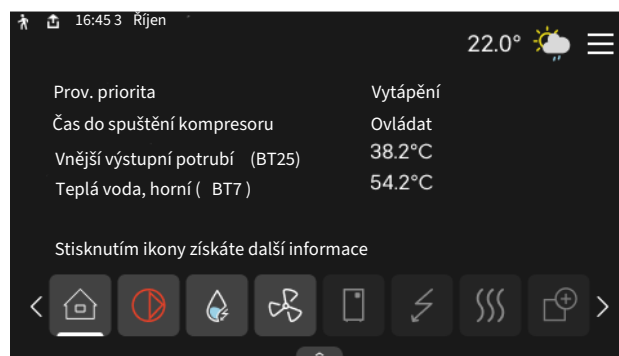 16:45 3 Říjen
22.0°
Prov. priorita Vytápění
Čas do spuštění kompresoru Ovládat
Vnější výstupní potrubí (BT25) 38.2°C
Teplá voda, horní ( BT7 ) 54.2°C
Stisknutím ikony získáte další informace